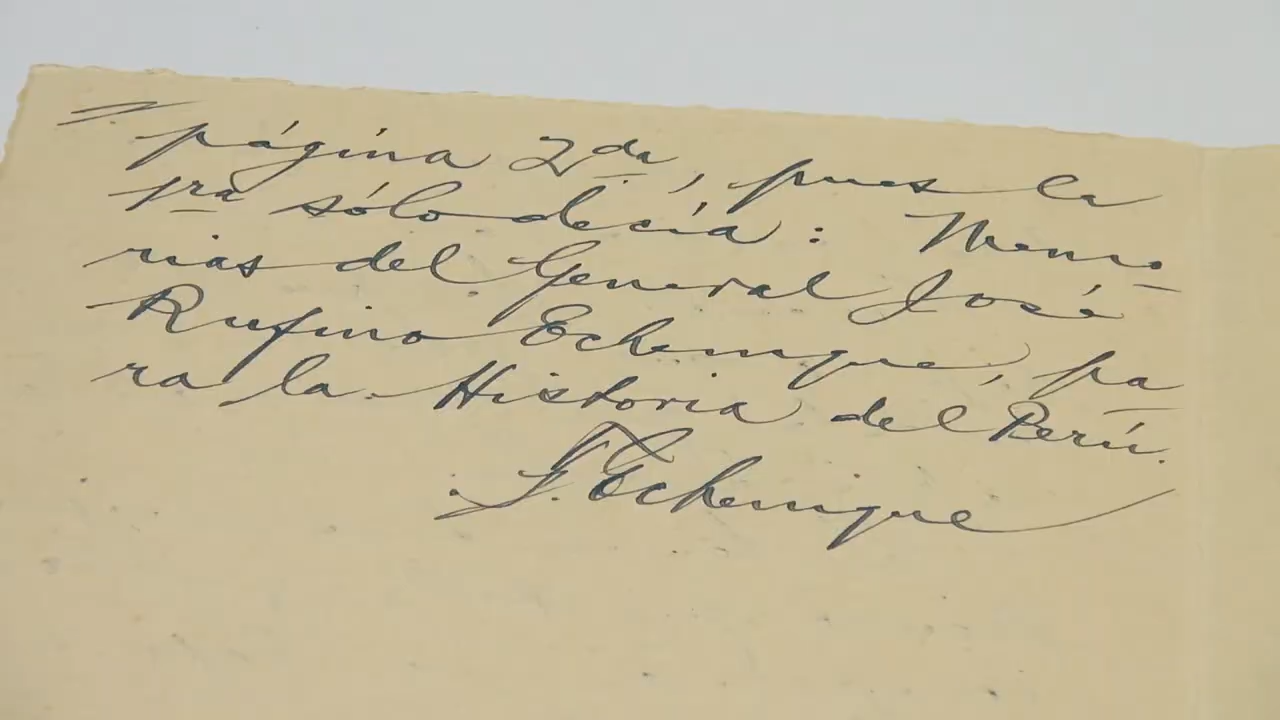 " página 2da, pues la
1ra sólo decía: Memo-
rias del General José
Rufino Echenique, pa-
ra la Historia del Perú.
F. Echenique